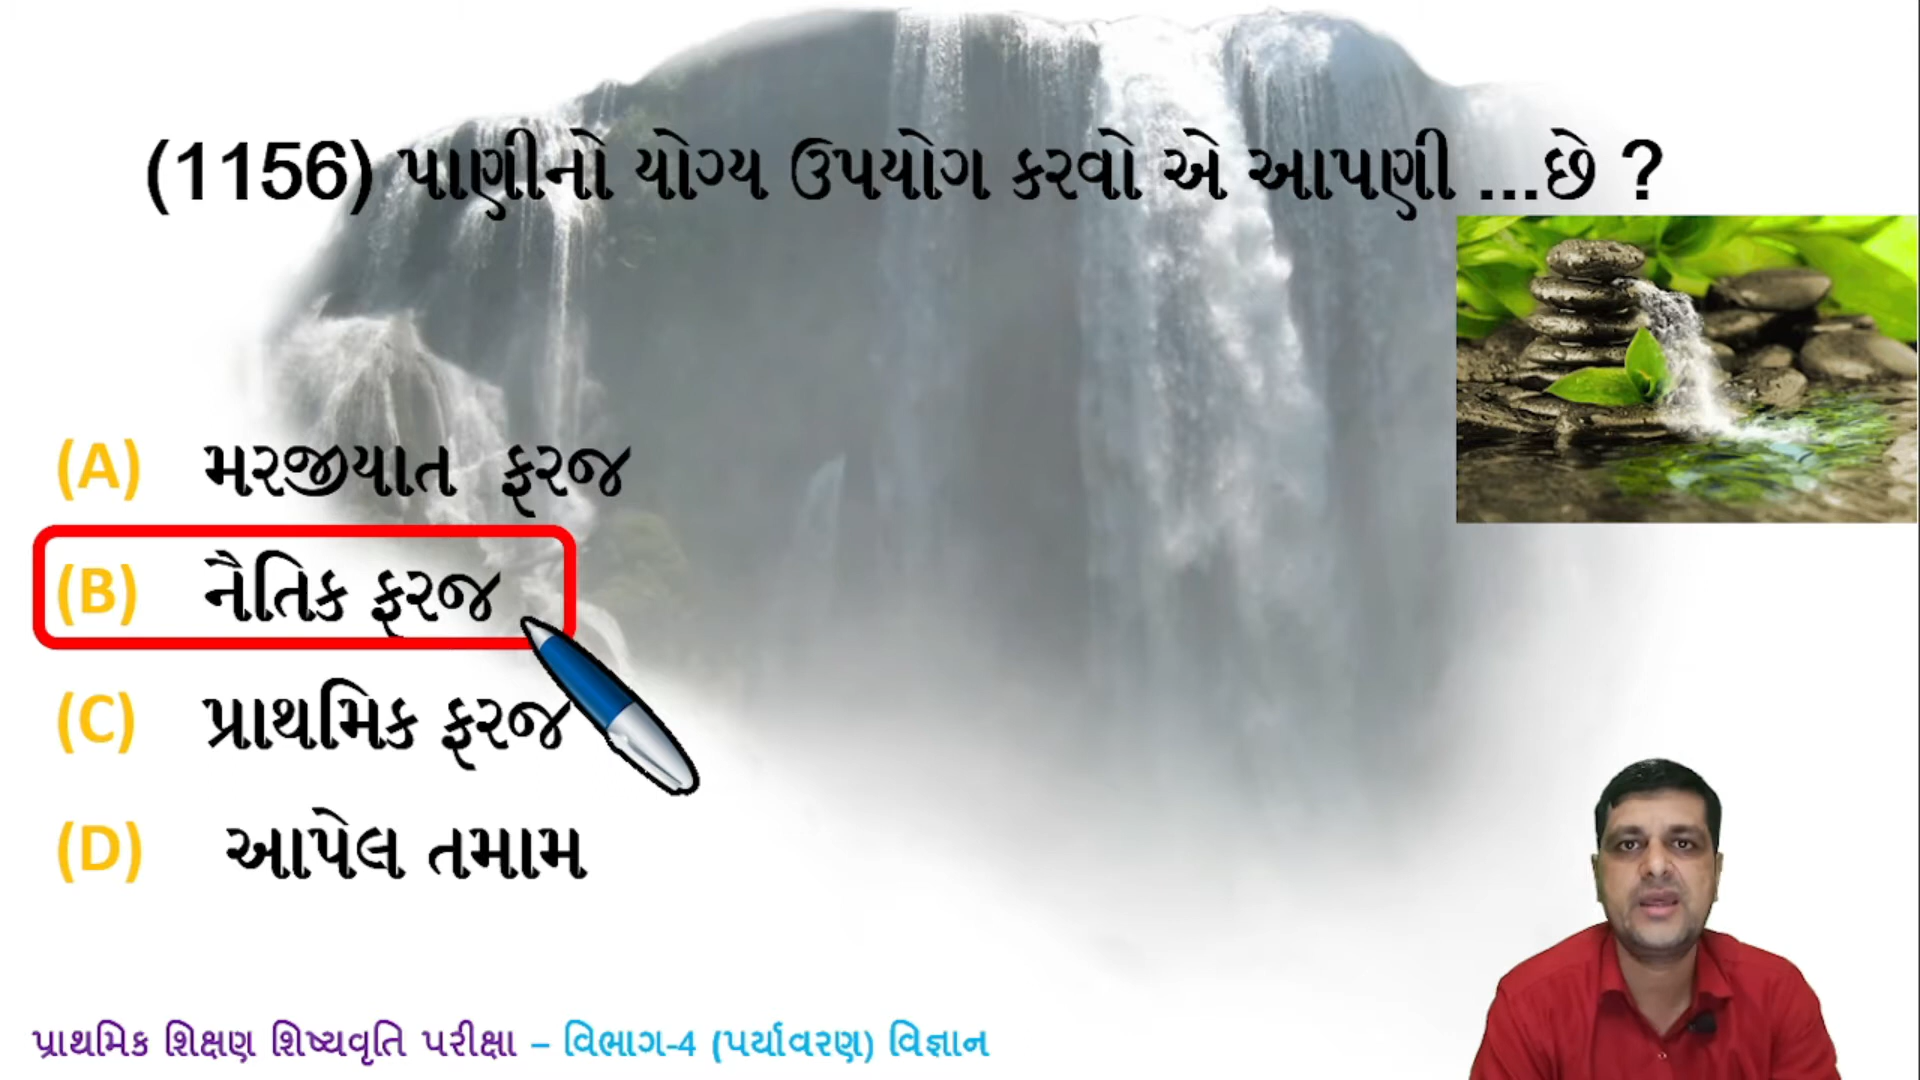 (1156) પાણીનો યોગ્ય ઉપયોગ કરવો એ આપણી ...છે ?
(A) મરજીયાત ફરજ
(B) નૈતિક ફરજ
(C) પ્રાથમિક ફરજ
(D) આપેલ તમામ
પ્રાથમિક શિક્ષણ શિષ્યવૃતિ પરીક્ષા – વિભાગ-4 (પર્યાવરણ) વિજ્ઞાન